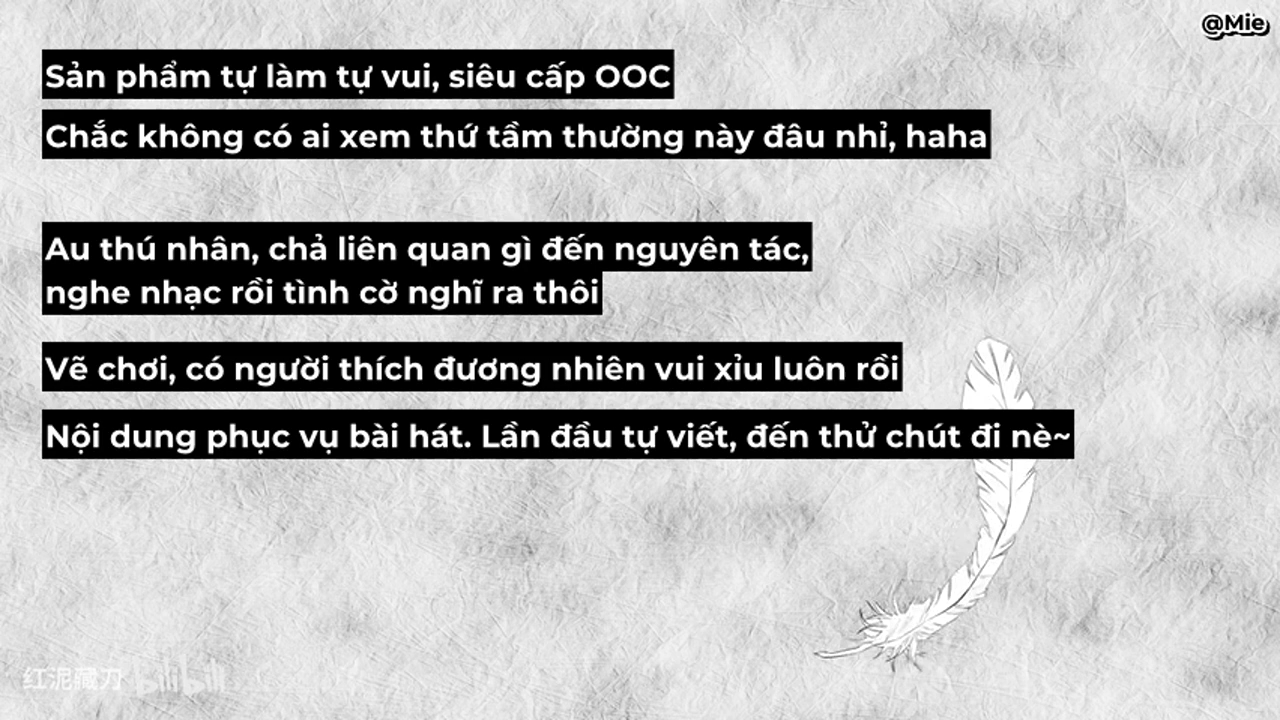 @Mie
Sản phẩm tự làm tự vui, siêu cấp OOC
Chắc không có ai xem thứ tầm thường này đâu nhỉ, haha
Au thú nhân, chả liên quan gì đến nguyên tác,
nghe nhạc rồi tình cờ nghĩ ra thôi
Vẽ chơi, có người thích đương nhiên vui xỉu luôn rồi
Nội dung phục vụ bài hát. Lần đầu tự viết, đến thử chút đi nè~
红泥藏刀 bilibili